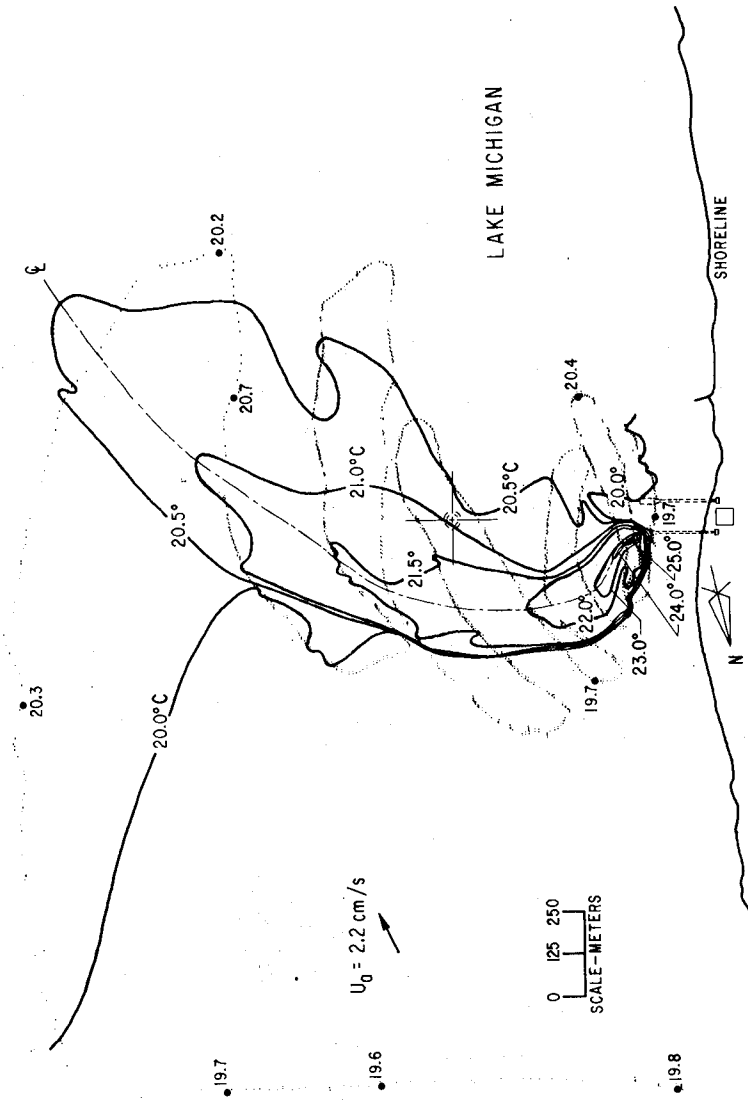 ℄
20.2
LAKE MICHIGAN
SHORELINE
20.7
20.4
20.5°
21.0°C
20.5°C
20.0°
19.7
21.5°
25.0°
24.0°
22.0°
23.0°
19.7
N
20.3
20.0°C
U₀ = 2.2 cm/s
0 125 250
SCALE-METERS
19.7
19.6
19.8